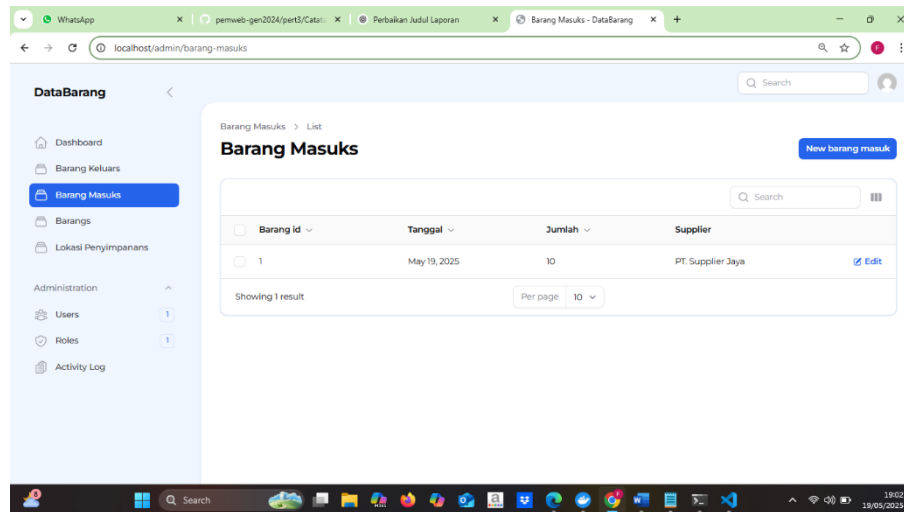 WhatsApp
pemweb-gen2024/pert3/Catata
Perbaikan Judul Laporan
Barang Masuks - DataBarang
localhost/admin/barang-masuks
F
DataBarang
Search
Dashboard
Barang Keluars
Barang Masuks
Barangs
Lokasi Penyimpanans
Administration
Users 1
Roles 1
Activity Log
Barang Masuks > List
Barang Masuks
New barang masuk
Search
Barang id Tanggal Jumlah Supplier
1 May 19, 2025 10 PT. Supplier Jaya Edit
Showing 1 result Per page 10
8
Search
19:02
19/05/2025